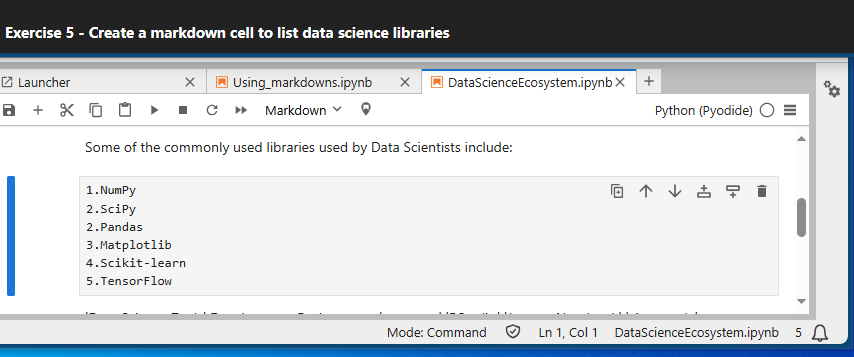 Exercise 5 - Create a markdown cell to list data science libraries
Launcher Using_markdowns.ipynb DataScienceEcosystem.ipynb
Markdown Python (Pyodide)
Some of the commonly used libraries used by Data Scientists include:
1.NumPy
2.SciPy
2.Pandas
3.Matplotlib
4.Scikit-learn
5.TensorFlow
Mode: Command Ln 1, Col 1 DataScienceEcosystem.ipynb 5